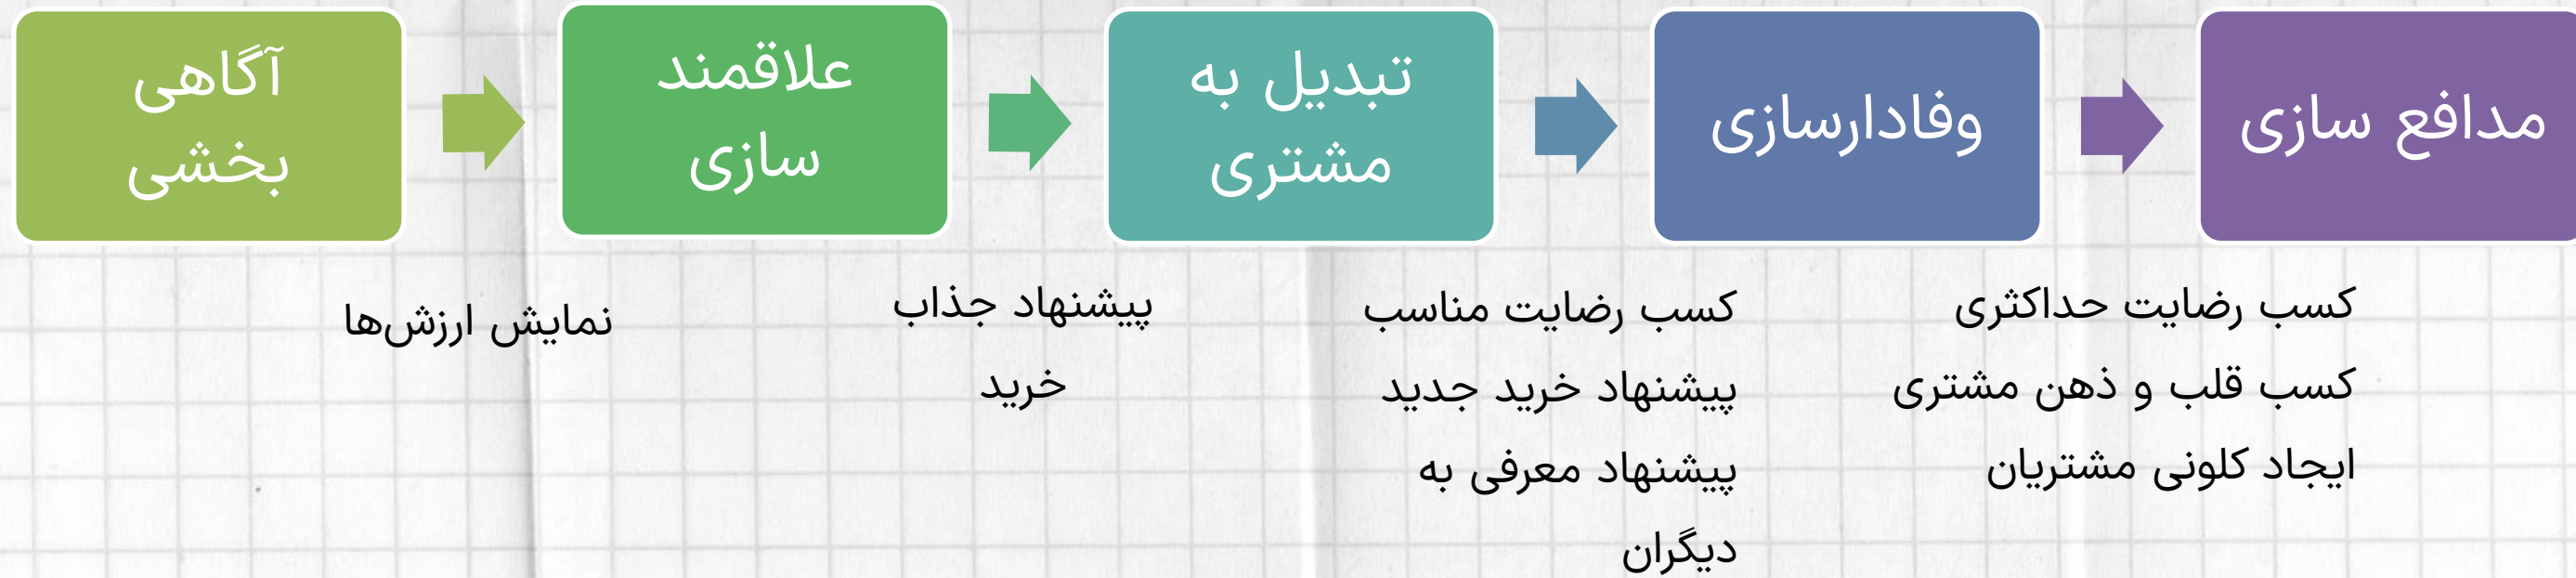 آگاهی
بخشی
علاقمند
سازی
تبدیل به
مشتری
وفادارسازی
مدافع سازی
نمایش ارزش‌ها
پیشنهاد جذاب
خرید
کسب رضایت مناسب
پیشنهاد خرید جدید
پیشنهاد معرفی به
دیگران
کسب رضایت حداکثری
کسب قلب و ذهن مشتری
ایجاد کلونی مشتریان